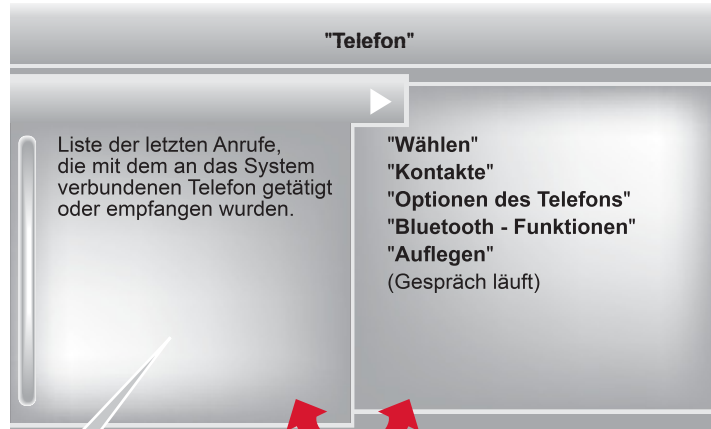 "Telefon"
Liste der letzten Anrufe,
die mit dem an das System
verbundenen Telefon getätigt
oder empfangen wurden.
"Wählen"
"Kontakte"
"Optionen des Telefons"
"Bluetooth - Funktionen"
"Auflegen"
(Gespräch läuft)